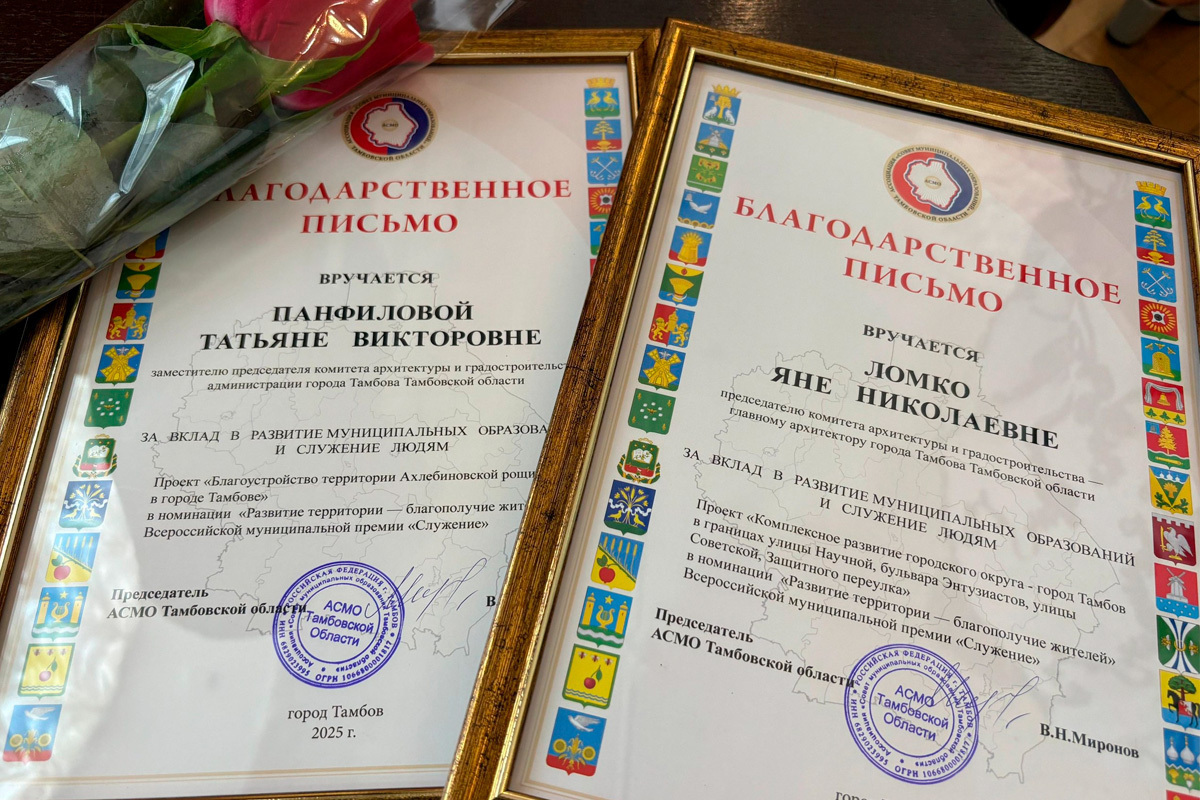 БЛАГОДАРСТВЕННОЕ
ПИСЬМО
ВРУЧАЕТСЯ
ПАНФИЛОВОЙ
ТАТЬЯНЕ ВИКТОРОВНЕ
заместителю председателя комитета архитектуры и
администрации города Тамбова Тамбовской области
ЗА ВКЛАД В РАЗВИТИЕ МУНИЦИПАЛЬНЫХ
И СЛУЖЕНИЕ ЛЮДЯМ
Проект «Благоустройство территории Ахлебиновской рощи
в городе Тамбове»
в номинации «Развитие территории — благополучие
Всероссийской муниципальной премии «Служение»
Председатель
АСМО Тамбовской области
АСМО
Тамбовской
Области
город Тамбов
2025 г.
АСМО
БЛАГОДАРСТВЕННОЕ
ПИСЬМО
ВРУЧАЕТСЯ
ЛОМКО
ЯНЕ НИКОЛАЕВНЕ
председателю комитета архитектуры и градостроительства —
главному архитектору города Тамбова Тамбовской области
ЗА ВКЛАД В РАЗВИТИЕ МУНИЦИПАЛЬНЫХ ОБРАЗОВАНИЙ
И СЛУЖЕНИЕ ЛЮДЯМ
Проект «Комплексное развитие городского округа - город Тамбов
в границах улицы Научной, бульвара Энтузиастов, улицы
Советской, Защитного переулка»
в номинации «Развитие территории — благополучие жителей»
Всероссийской муниципальной премии «Служение»
Председатель
АСМО Тамбовской области
АСМО
Тамбовской
Области
В.Н.Миронов